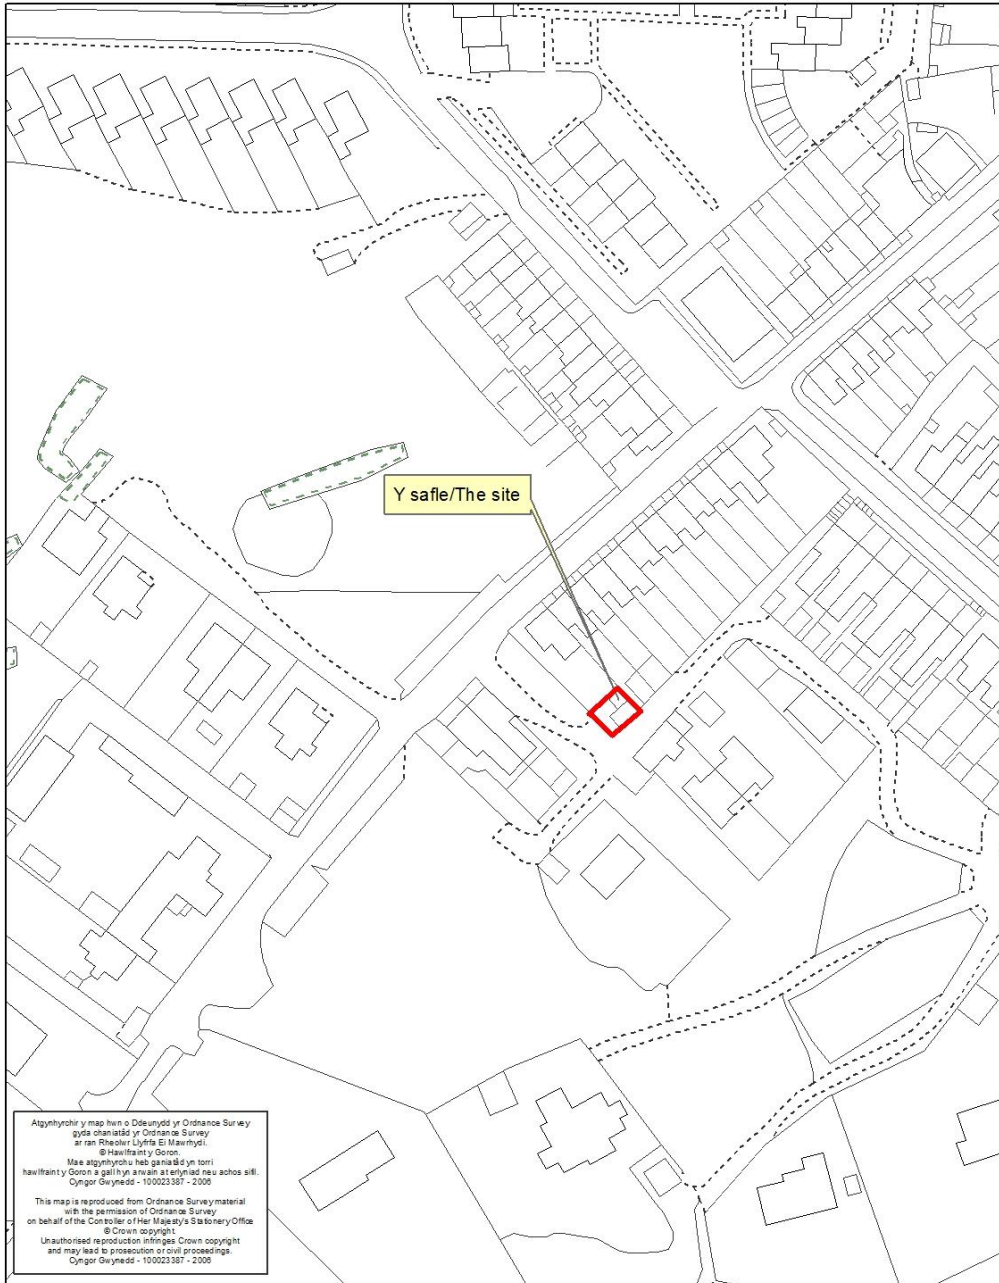 Y safle/The site
Atgynhyrchir y map hwn o Ddeunydd yr Ordnance Survey
gyda chaniatâd yr Ordnance Survey
ar ran Rheolwr Llyfrfa Ei Mawrhydi.
© Hawlfraint y Goron.
Mae atgynhyrchu heb ganiatâd yn torri
hawlfraint y Goron a gall hyn arwain at erlyniad neu achos sifil.
Cyngor Gwynedd - 100023387 - 2006
This map is reproduced from Ordnance Survey material
with the permission of Ordnance Survey
on behalf of the Controller of Her Majesty's Stationery Office
© Crown copyright.
Unauthorised reproduction infringes Crown copyright
and may lead to prosecution or civil proceedings.
Cyngor Gwynedd - 100023387 - 2006